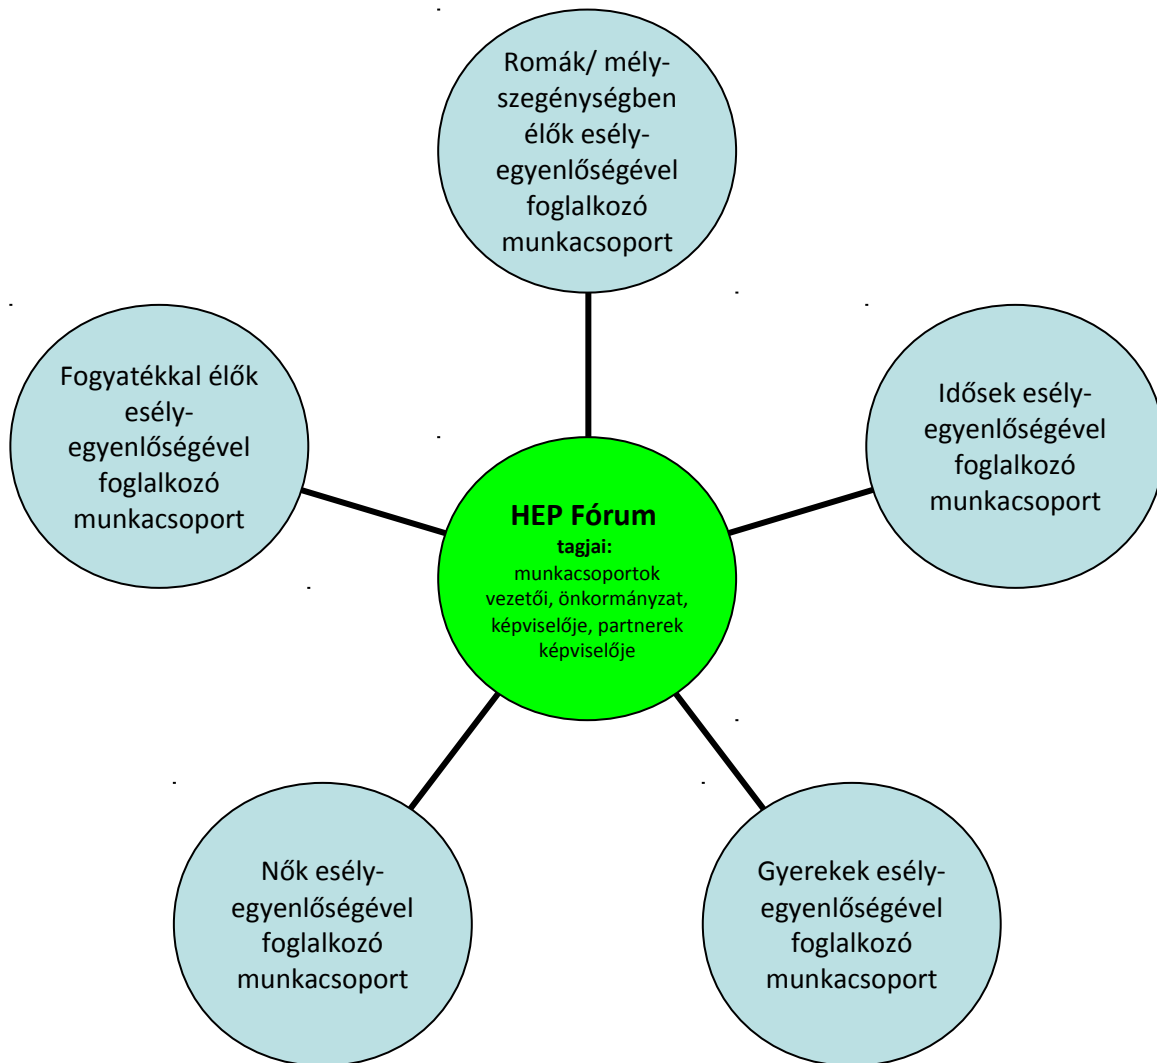 Romák/ mély-
szegénységben
élők esély-
egyenlőségével
foglalkozó
munkacsoport
Fogyatékkal élők
esély-
egyenlőségével
foglalkozó
munkacsoport
Idősek esély-
egyenlőségével
foglalkozó
munkacsoport
HEP Fórum
tagjai:
munkacsoportok
vezetői, önkormányzat,
képviselője, partnerek
képviselője
Nők esély-
egyenlőségével
foglalkozó
munkacsoport
Gyerekek esély-
egyenlőségével
foglalkozó
munkacsoport